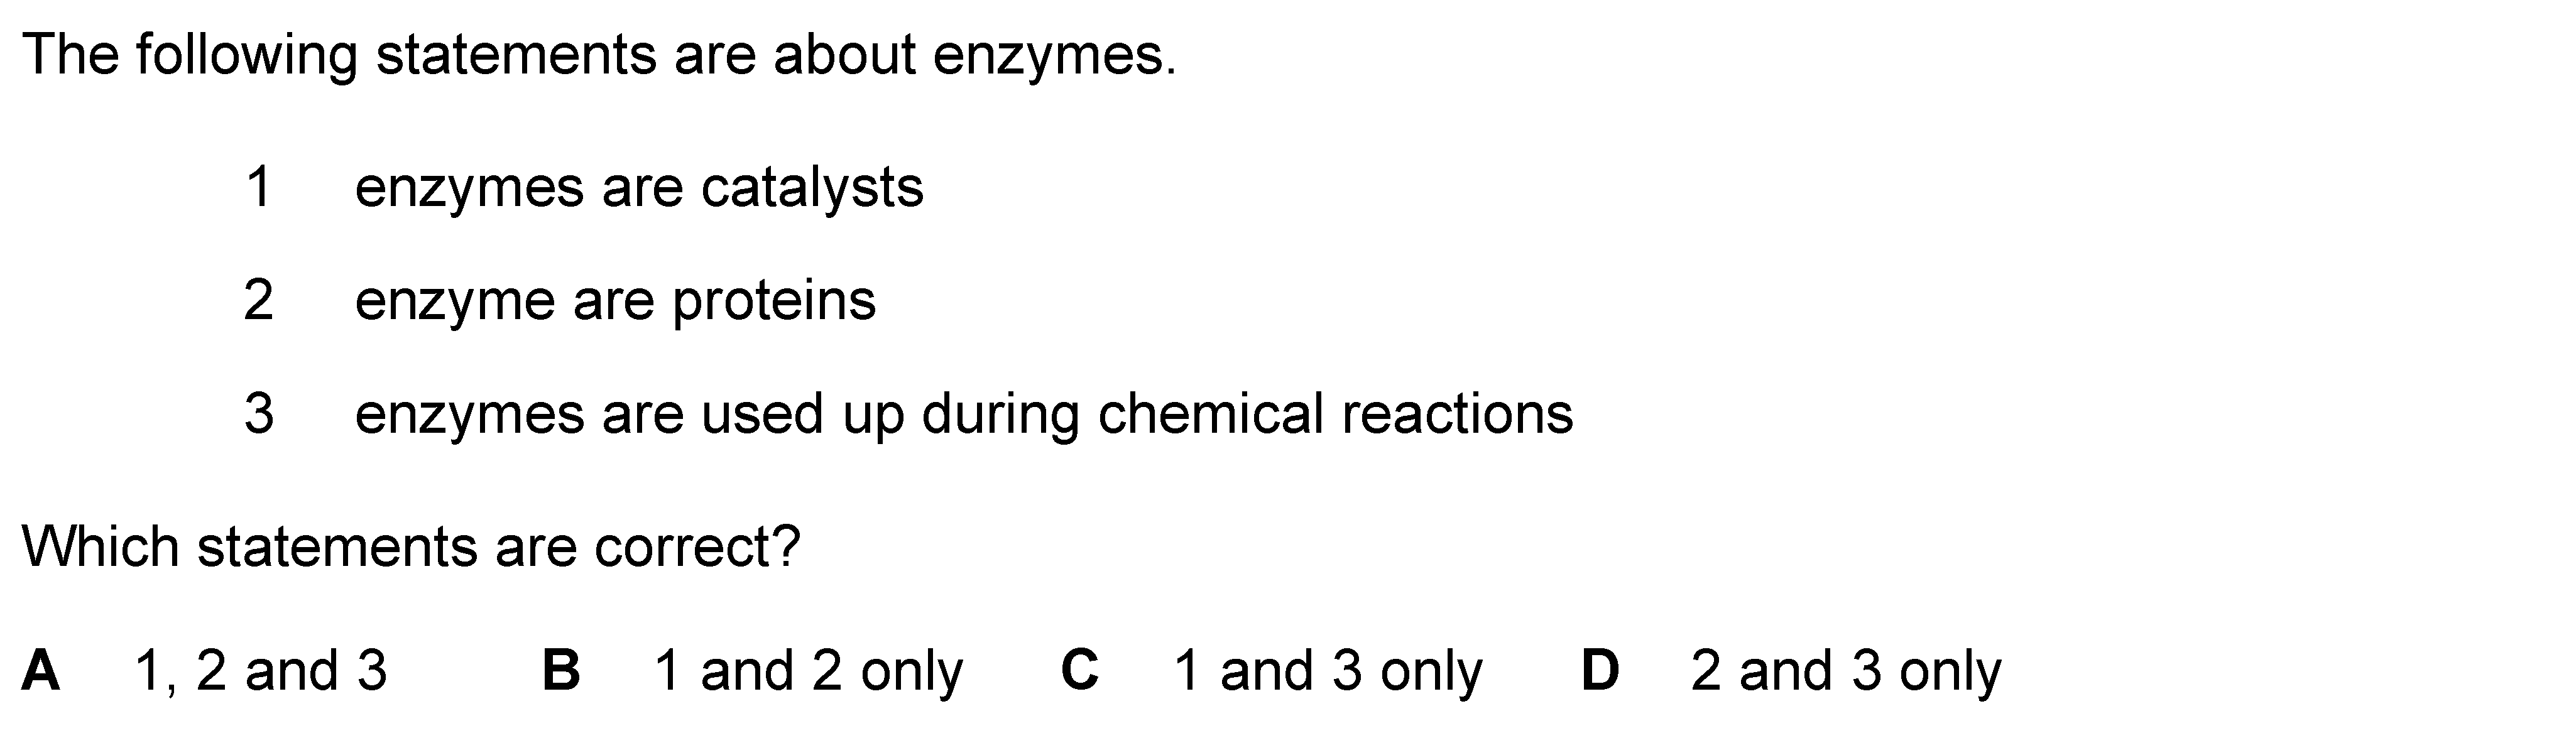 The following statements are about enzymes.
1 enzymes are catalysts
2 enzyme are proteins
3 enzymes are used up during chemical reactions
Which statements are correct?
A 1, 2 and 3 B 1 and 2 only C 1 and 3 only D 2 and 3 only